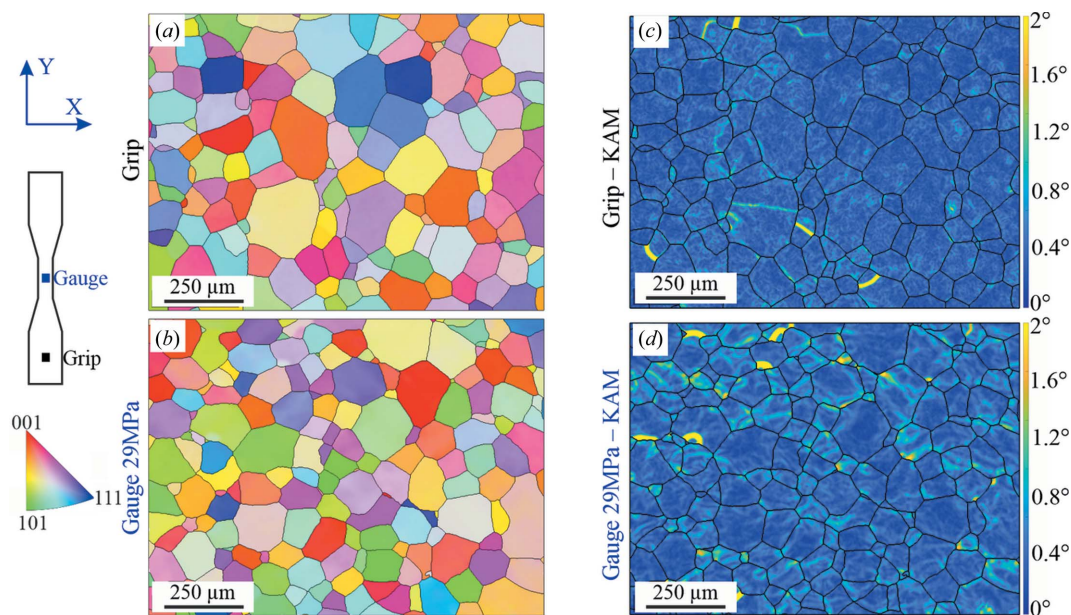 Y
X
Gauge
Grip
001
101
111
(a)
Grip
250 μm
(b)
Gauge 29MPa
250 μm
(c)
Grip – KAM
250 μm
2°
1.6°
1.2°
0.8°
0.4°
0°
(d)
Gauge 29MPa – KAM
250 μm
2°
1.6°
1.2°
0.8°
0.4°
0°